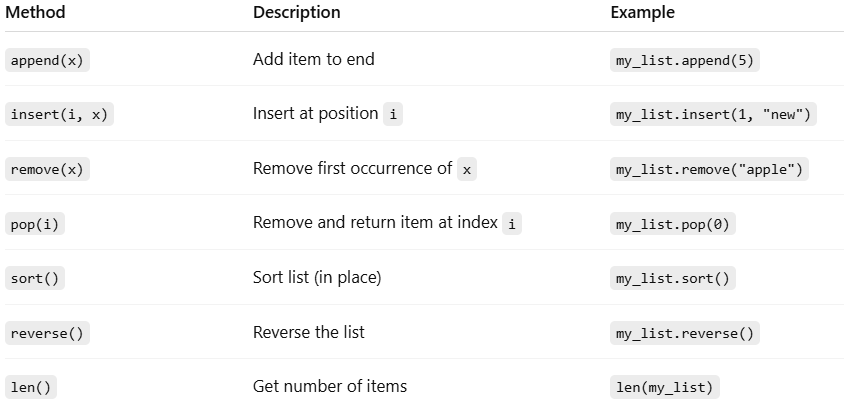 Method Description Example
append(x) Add item to end my_list.append(5)
insert(i, x) Insert at position i my_list.insert(1, "new")
remove(x) Remove first occurrence of x my_list.remove("apple")
pop(i) Remove and return item at index i my_list.pop(0)
sort() Sort list (in place) my_list.sort()
reverse() Reverse the list my_list.reverse()
len() Get number of items len(my_list)